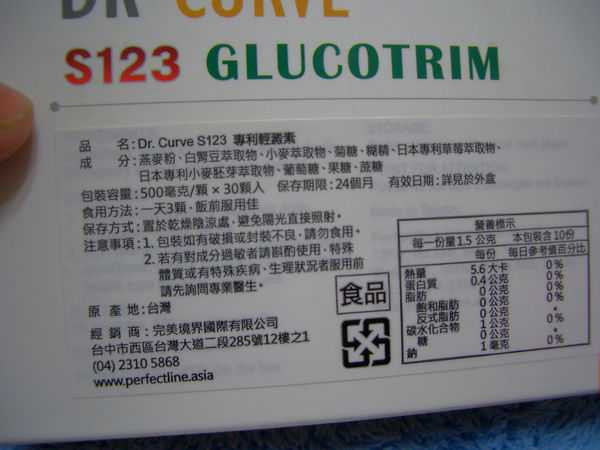 DR CURVE
S123 GLUCOTRIM
品 名:Dr. Curve S123 專利輕澱素
成 分:燕麥粉、白腎豆萃取物、小麥萃取物、菊糖、糊精、日本專利草莓萃取物、
日本專利小麥胚芽萃取物、葡萄糖、果糖、蔗糖
包裝容量:500毫克/顆 × 30顆入 保存期限:24個月 有效日期:詳見於外盒
食用方法:一天3顆,飯前服用佳
保存方式:置於乾燥陰涼處,避免陽光直接照射。
注意事項:1. 包裝如有破損或封裝不良,請勿食用。
2. 若有對成分過敏者請斟酌使用,特殊
體質或有特殊疾病、生理狀況者服用前
請先詢問專業醫生。
原 產 地:台灣
經 銷 商:完美境界國際有限公司
台中市西區台灣大道二段285號12樓之1
(04) 2310 5868
www.perfectline.asia
食品
營養標示
每一份量 1.5 公克 本包裝含 10份
每份 每日參考值百分比
熱量 5.6 大卡 0%
蛋白質 0.4 公克 0%
脂肪 0 公克 0%
飽和脂肪 0 公克 0%
反式脂肪 0 公克 *
碳水化合物 1 公克 0%
糖 0 公克 *
鈉 1 毫克 0%